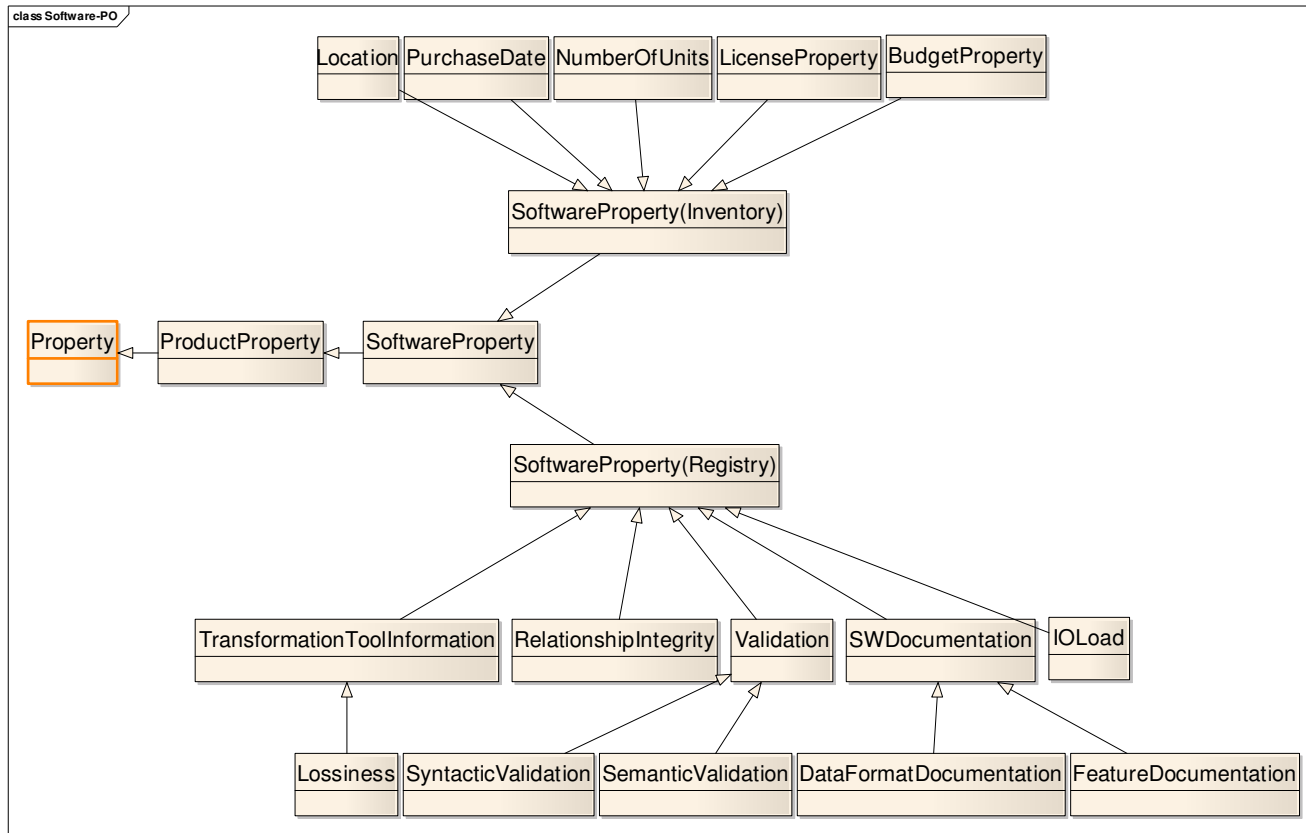 class Software-PO
Location
PurchaseDate
NumberOfUnits
LicenseProperty
BudgetProperty
SoftwareProperty(Inventory)
Property
ProductProperty
SoftwareProperty
SoftwareProperty(Registry)
TransformationToolInformation
RelationshipIntegrity
Validation
SWDocumentation
IOLoad
Lossiness
SyntacticValidation
SemanticValidation
DataFormatDocumentation
FeatureDocumentation